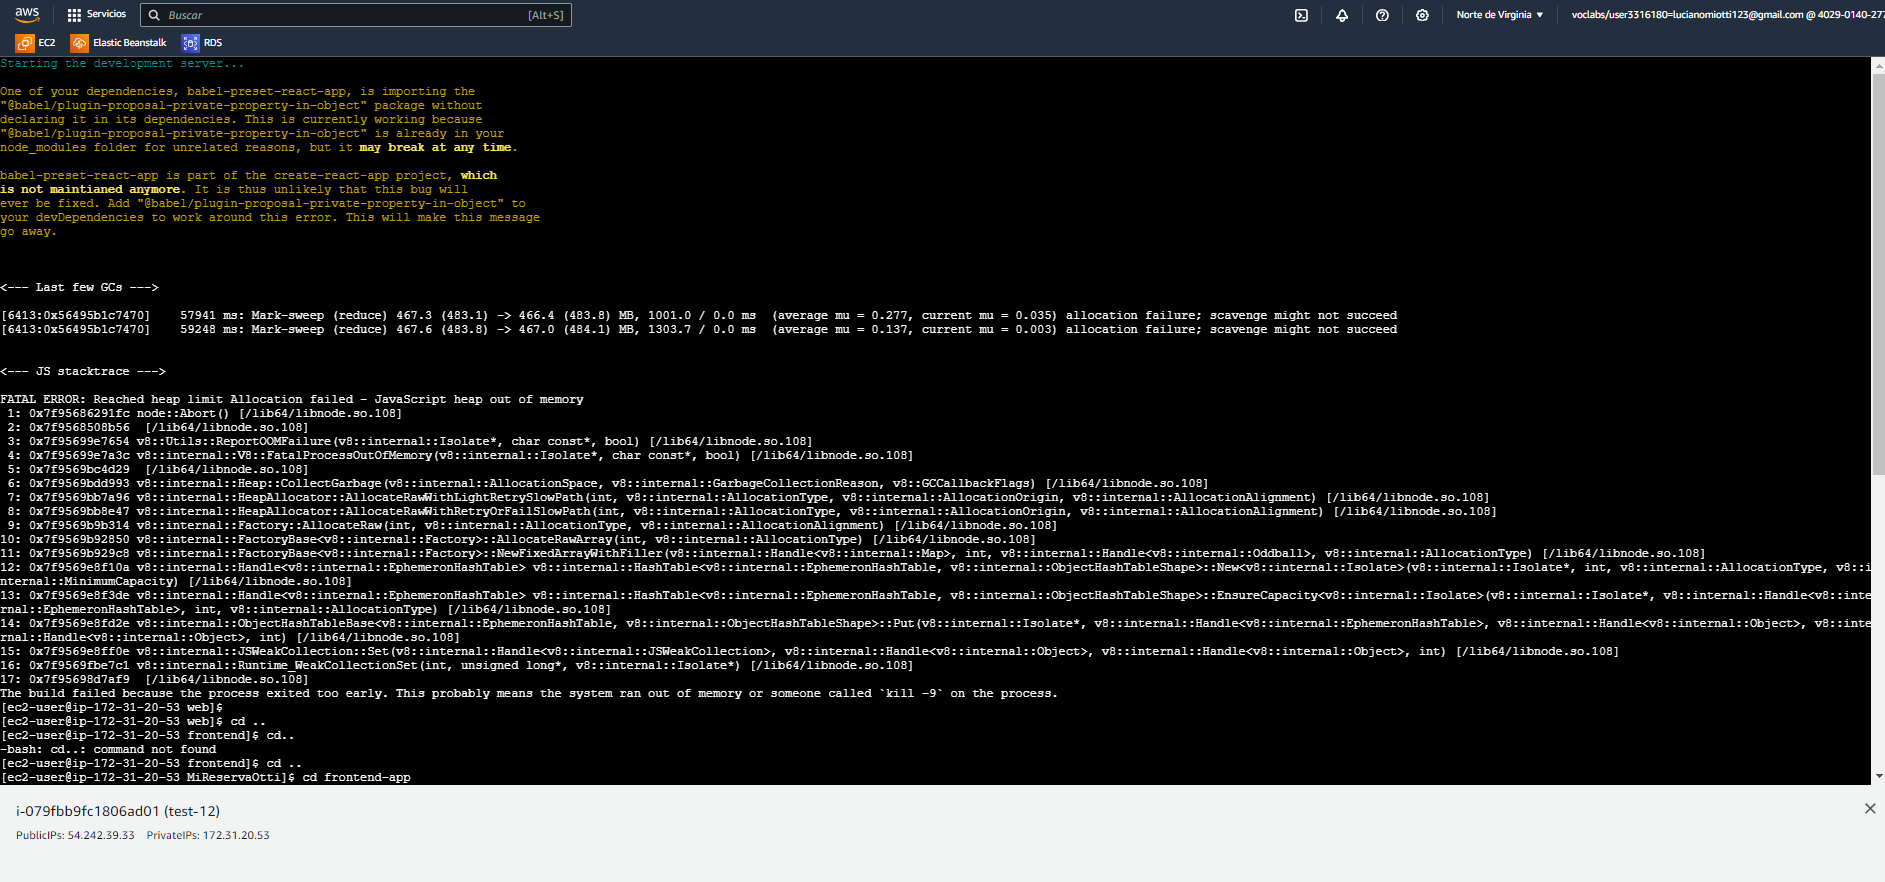 aws Servicios Buscar [Alt+S] Norte de Virginia voclabs/user3316180=lucianomiotti123@gmail.com @ 4029-0140-277
EC2 Elastic Beanstalk RDS
Starting the development server...
One of your dependencies, babel-preset-react-app, is importing the
"@babel/plugin-proposal-private-property-in-object" package without
declaring it in its dependencies. This is currently working because
"@babel/plugin-proposal-private-property-in-object" is already in your
node_modules folder for unrelated reasons, but it may break at any time.
babel-preset-react-app is part of the create-react-app project, which
is not maintianed anymore. It is thus unlikely that this bug will
ever be fixed. Add "@babel/plugin-proposal-private-property-in-object" to
your devDependencies to work around this error. This will make this message
go away.
<--- Last few GCs --->
[6413:0x56495b1c7470] 57941 ms: Mark-sweep (reduce) 467.3 (483.1) -> 466.4 (483.8) MB, 1001.0 / 0.0 ms (average mu = 0.277, current mu = 0.035) allocation failure; scavenge might not succeed
[6413:0x56495b1c7470] 59248 ms: Mark-sweep (reduce) 467.6 (483.8) -> 467.0 (484.1) MB, 1303.7 / 0.0 ms (average mu = 0.137, current mu = 0.003) allocation failure; scavenge might not succeed
<--- JS stacktrace --->
FATAL ERROR: Reached heap limit Allocation failed - JavaScript heap out of memory
1: 0x7f95686291fc node::Abort() [/lib64/libnode.so.108]
2: 0x7f9568508b56 [/lib64/libnode.so.108]
3: 0x7f95699e7654 v8::Utils::ReportOOMFailure(v8::internal::Isolate*, char const*, bool) [/lib64/libnode.so.108]
4: 0x7f95699e7a3c v8::internal::V8::FatalProcessOutOfMemory(v8::internal::Isolate*, char const*, bool) [/lib64/libnode.so.108]
5: 0x7f9569bc4d29 [/lib64/libnode.so.108]
6: 0x7f9569bdd993 v8::internal::Heap::CollectGarbage(v8::internal::AllocationSpace, v8::internal::GarbageCollectionReason, v8::GCCallbackFlags) [/lib64/libnode.so.108]
7: 0x7f9569bb7a96 v8::internal::HeapAllocator::AllocateRawWithLightRetrySlowPath(int, v8::internal::AllocationType, v8::internal::AllocationOrigin, v8::internal::AllocationAlignment) [/lib64/libnode.so.108]
8: 0x7f9569bb8e47 v8::internal::HeapAllocator::AllocateRawWithRetryOrFailSlowPath(int, v8::internal::AllocationType, v8::internal::AllocationOrigin, v8::internal::AllocationAlignment) [/lib64/libnode.so.108]
9: 0x7f9569b9b314 v8::internal::Factory::AllocateRaw(int, v8::internal::AllocationType, v8::internal::AllocationAlignment) [/lib64/libnode.so.108]
10: 0x7f9569b92850 v8::internal::FactoryBase<v8::internal::Factory>::AllocateRawArray(int, v8::internal::AllocationType) [/lib64/libnode.so.108]
11: 0x7f9569b929c8 v8::internal::FactoryBase<v8::internal::Factory>::NewFixedArrayWithFiller(v8::internal::Handle<v8::internal::Map>, int, v8::internal::Handle<v8::internal::Oddball>, v8::internal::AllocationType) [/lib64/libnode.so.108]
12: 0x7f9569e8f10a v8::internal::Handle<v8::internal::EphemeronHashTable> v8::internal::HashTable<v8::internal::EphemeronHashTable, v8::internal::ObjectHashTableShape>::New<v8::internal::Isolate>(v8::internal::Isolate*, int, v8::internal::AllocationType, v8::i
nternal::MinimumCapacity) [/lib64/libnode.so.108]
13: 0x7f9569e8f3de v8::internal::Handle<v8::internal::EphemeronHashTable> v8::internal::HashTable<v8::internal::EphemeronHashTable, v8::internal::ObjectHashTableShape>::EnsureCapacity<v8::internal::Isolate>(v8::internal::Isolate*, v8::internal::Handle<v8::inte
rnal::EphemeronHashTable>, int, v8::internal::AllocationType) [/lib64/libnode.so.108]
14: 0x7f9569e8fd2e v8::internal::ObjectHashTableBase<v8::internal::EphemeronHashTable, v8::internal::ObjectHashTableShape>::Put(v8::internal::Isolate*, v8::internal::Handle<v8::internal::EphemeronHashTable>, v8::internal::Handle<v8::internal::Object>, v8::inte
rnal::Handle<v8::internal::Object>, int) [/lib64/libnode.so.108]
15: 0x7f9569e8ff0e v8::internal::JSWeakCollection::Set(v8::internal::Handle<v8::internal::JSWeakCollection>, v8::internal::Handle<v8::internal::Object>, v8::internal::Handle<v8::internal::Object>, int) [/lib64/libnode.so.108]
16: 0x7f9569fbe7c1 v8::internal::Runtime_WeakCollectionSet(int, unsigned long*, v8::internal::Isolate*) [/lib64/libnode.so.108]
17: 0x7f95698d7af9 [/lib64/libnode.so.108]
The build failed because the process exited too early. This probably means the system ran out of memory or someone called `kill -9` on the process.
[ec2-user@ip-172-31-20-53 web]$
[ec2-user@ip-172-31-20-53 web]$ cd ..
[ec2-user@ip-172-31-20-53 frontend]$ cd..
-bash: cd..: command not found
[ec2-user@ip-172-31-20-53 frontend]$ cd ..
[ec2-user@ip-172-31-20-53 MiReservaOtti]$ cd frontend-app
i-079fbb9fc1806ad01 (test-12)
PublicIPs: 54.242.39.33 PrivateIPs: 172.31.20.53